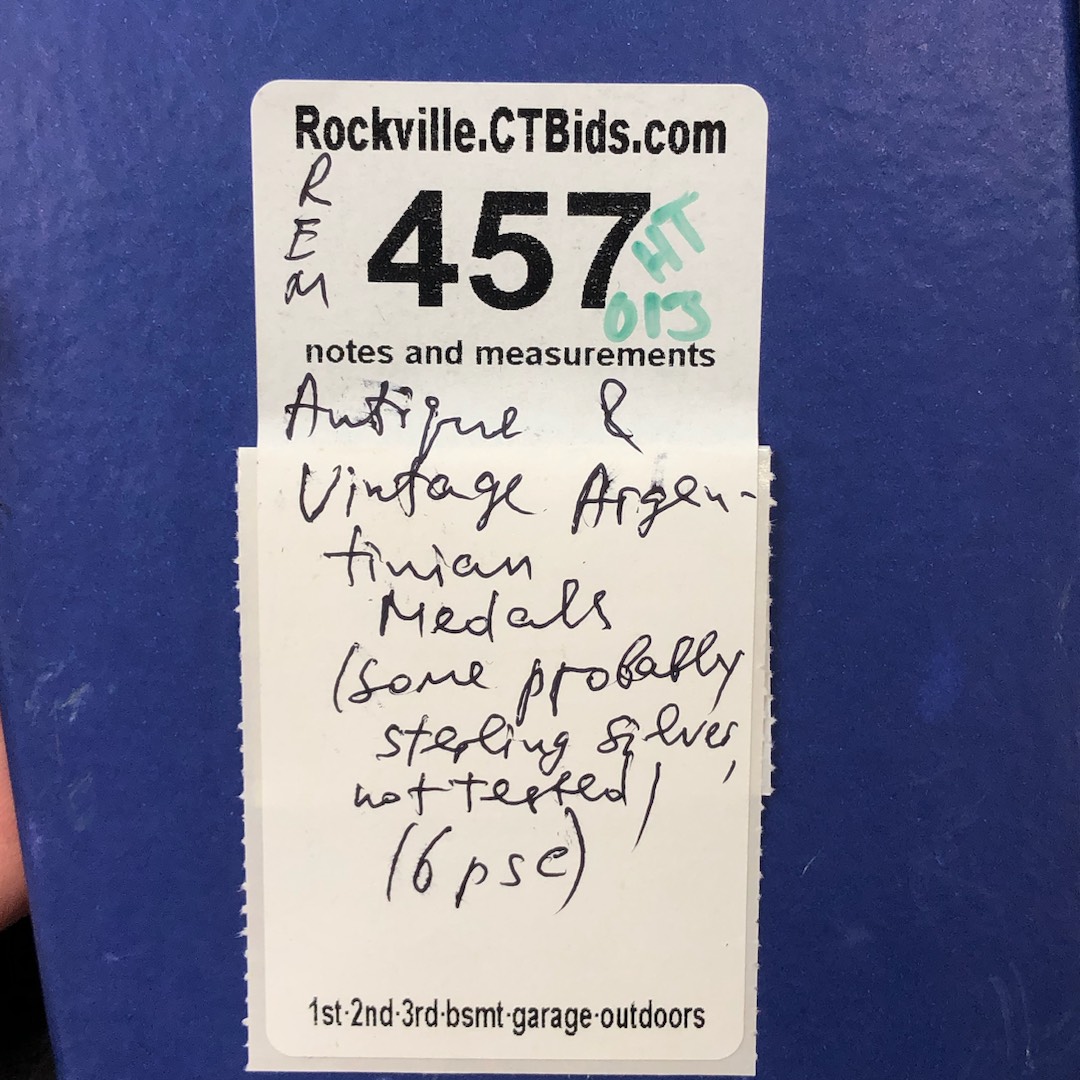 Rockville.CTBids.com
R
E
M
457
HT
013
notes and measurements
Antique &
Vintage Argen-
tinian
Medals
(some probably
sterling silver,
not tested)
(6 psc)
1st·2nd·3rd·bsmt·garage·outdoors